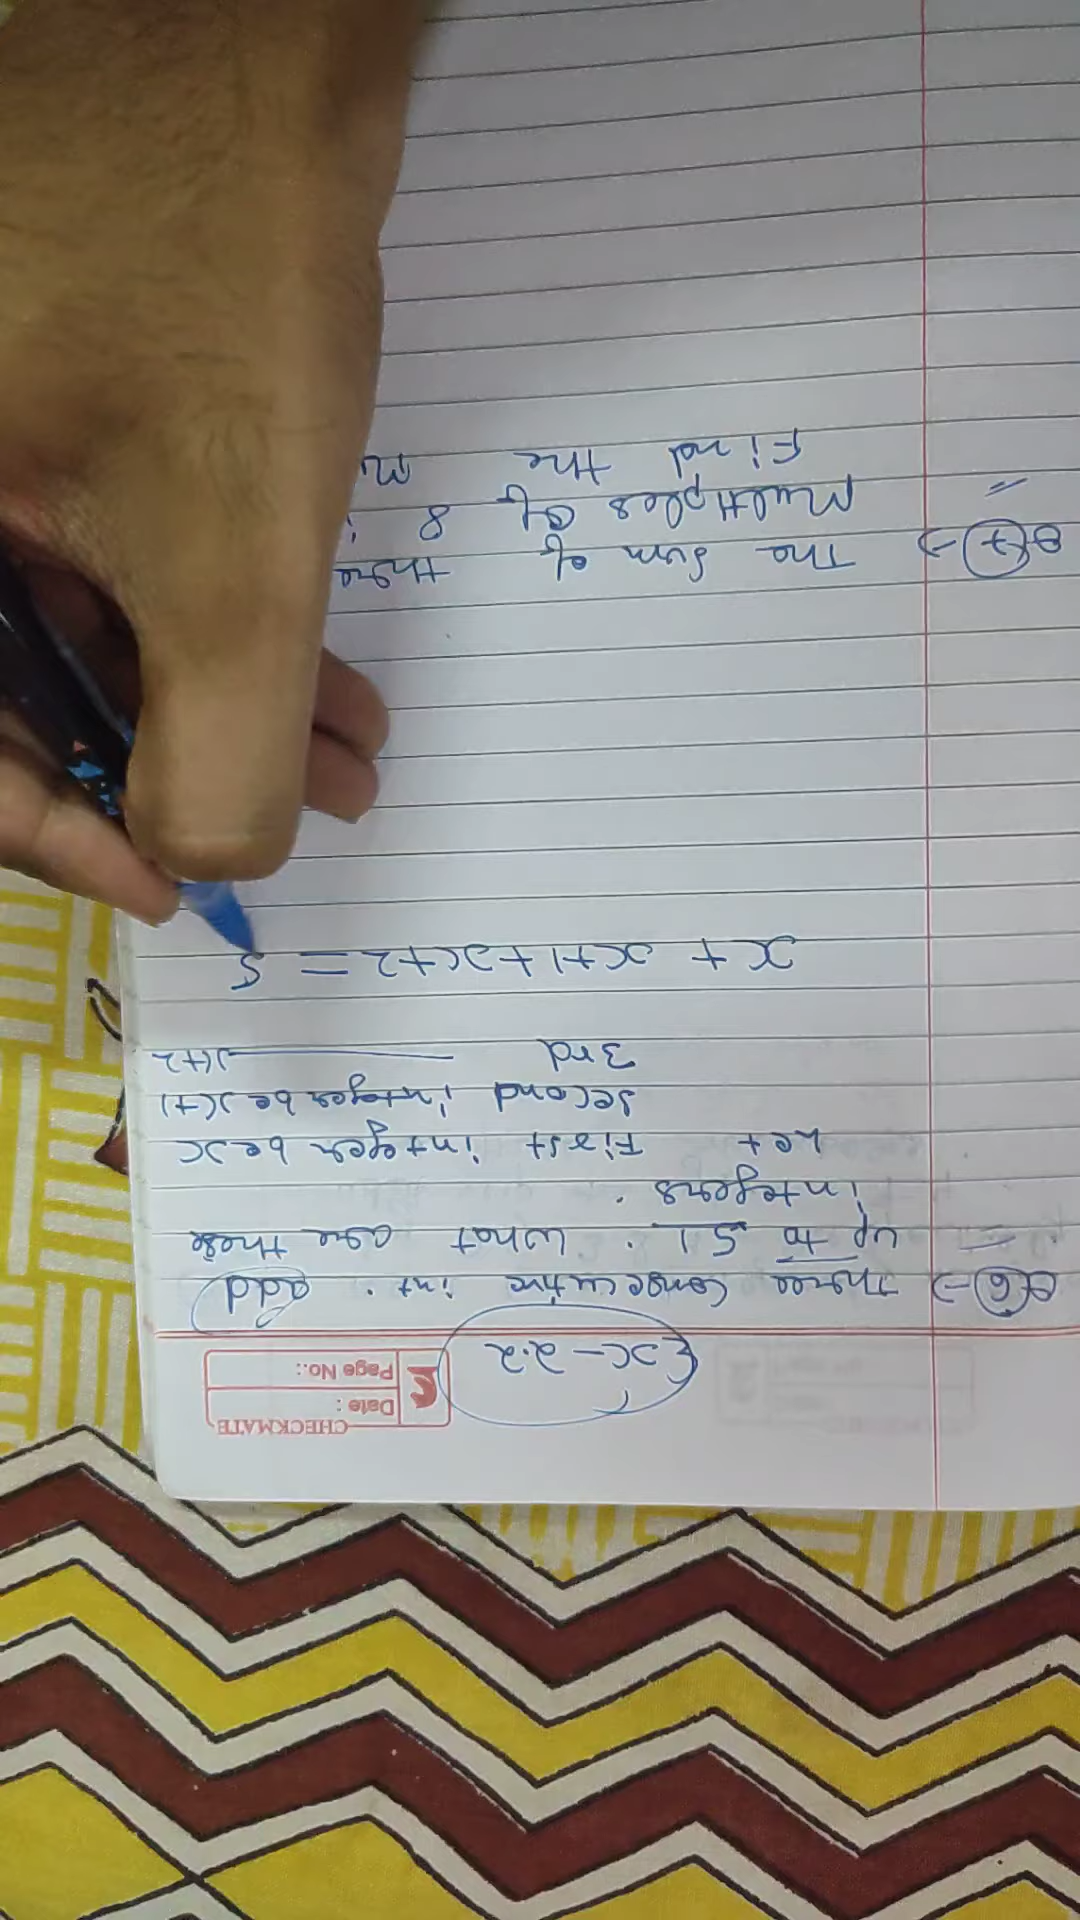 CHECKMATE
Date :
Page No.:
Ex - 2.2
Q6 → Three consecutive int. add
= up to 51. What are these
integers.
Let First integer be x
Second integer be x+1
3rd ——— x+2
x + x+1 + x+2 = 5
Q7 → The sum of three
= Multiples of 8
Find the